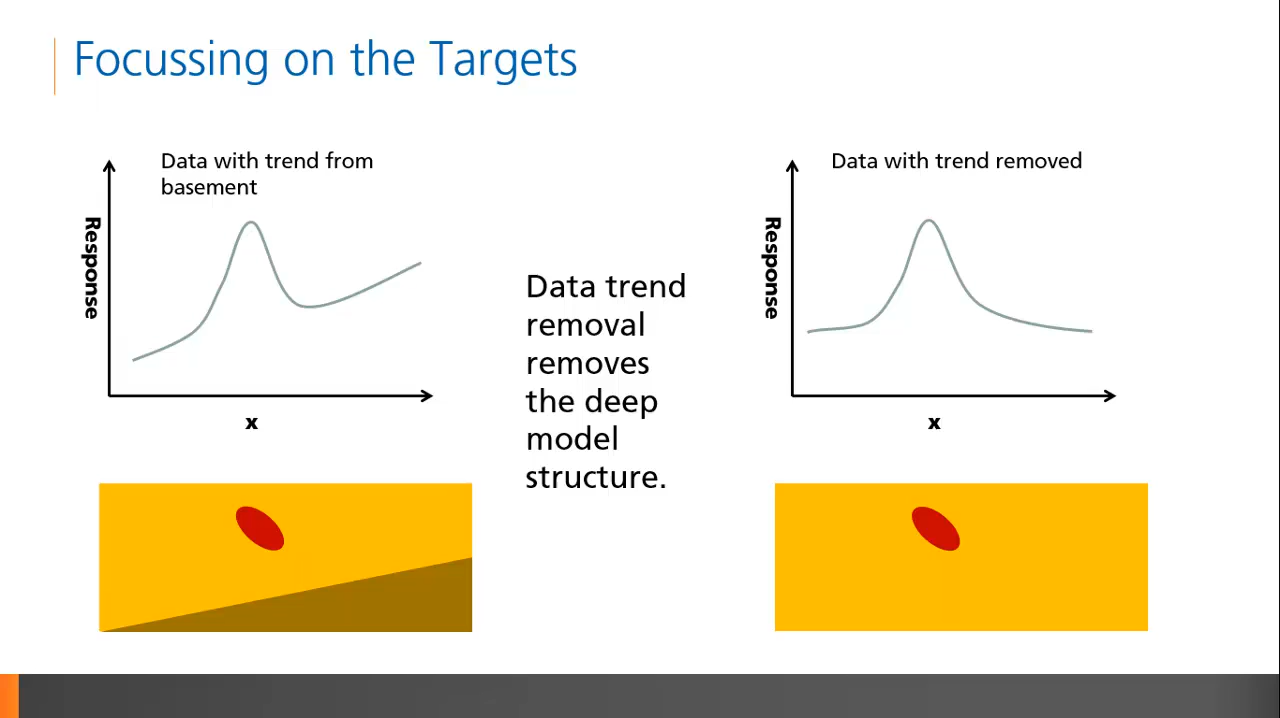 Focussing on the Targets
Data with trend from
basement
Response
x
Data trend
removal
removes
the deep
model
structure.
Data with trend removed
Response
x